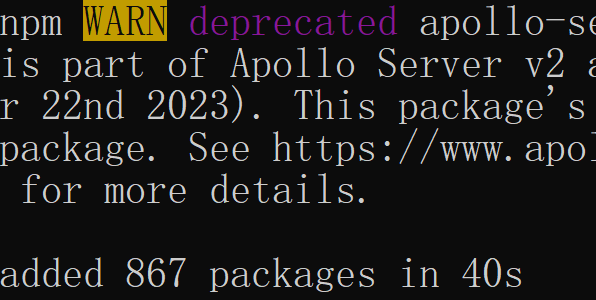 npm WARN deprecated apollo-se
is part of Apollo Server v2 a
r 22nd 2023). This package's
package. See https://www.apol
for more details.
added 867 packages in 40s